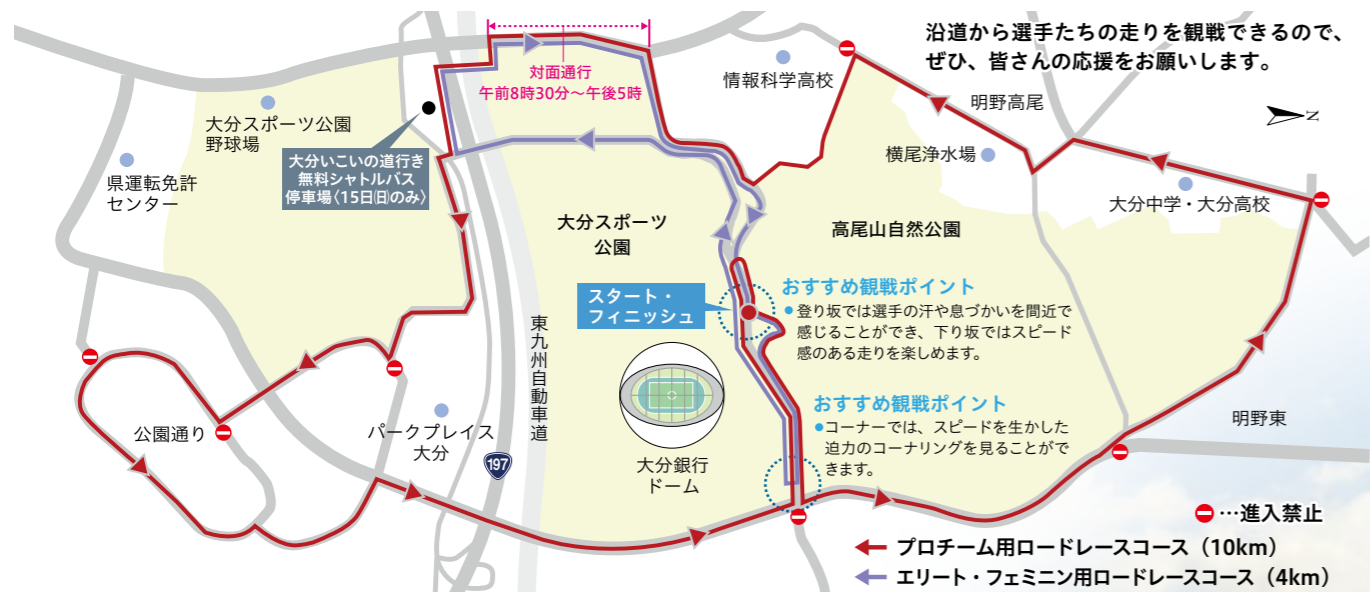 沿道から選手たちの走りを観戦できるので、
ぜひ、皆さんの応援をお願いします。
対面通行
午前8時30分～午後5時
情報科学高校
明野高尾
N
大分スポーツ公園
野球場
横尾浄水場
大分いこいの道行き
無料シャトルバス
停車場〈15日㈰のみ〉
県運転免許
センター
大分中学・大分高校
大分スポーツ
公園
高尾山自然公園
スタート・
フィニッシュ
おすすめ観戦ポイント
●登り坂では選手の汗や息づかいを間近で
感じることができ、下り坂ではスピード
感のある走りを楽しめます。
東九州自動車道
おすすめ観戦ポイント
●コーナーでは、スピードを生かした
迫力のコーナリングを見ることがで
きます。
明野東
公園通り
パークプレイス
大分
197
大分銀行
ドーム
…進入禁止
プロチーム用ロードレースコース（10km）
エリート・フェミニン用ロードレースコース（4km）